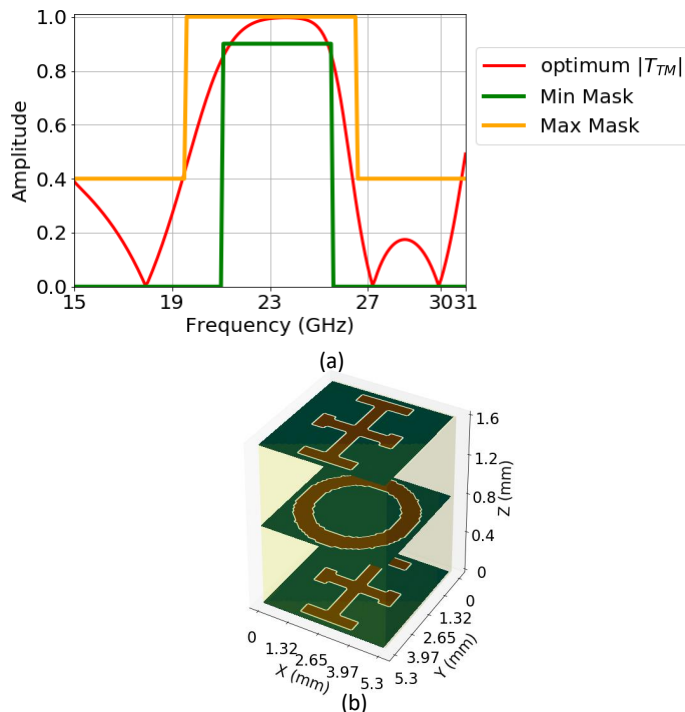 1.0
0.8
0.6
0.4
0.2
0.0
Amplitude
15 19 23 27 30 31
Frequency (GHz)
optimum |T_TM|
Min Mask
Max Mask
(a)
1.6
1.2
0.8
0.4
0
Z (mm)
0
1.32
2.65
3.97
5.3
Y (mm)
0
1.32
2.65
3.97
5.3
X (mm)
(b)